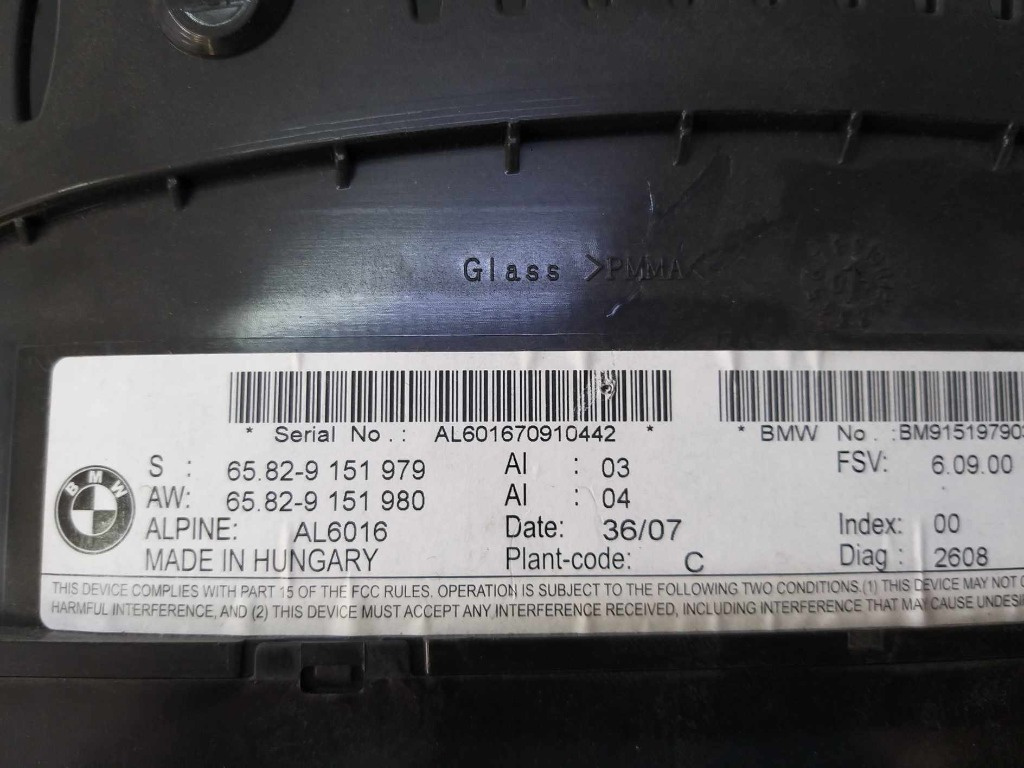 Glass >PMMA<
* Serial No.: AL601670910442 *
* BMW No.:
S : 65.82-9 151 979
AW: 65.82-9 151 980
ALPINE: AL6016
MADE IN HUNGARY
AI : 03
AI : 04
Date: 36/07
Plant-code: C
FSV: 6.09.00
Index: 00
Diag : 2608
BMW
THIS DEVICE COMPLIES WITH PART 15 OF THE FCC RULES. OPERATION IS SUBJECT TO THE FOLLOWING TWO CONDITIONS.(1) THIS DEVICE MAY NOT
HARMFUL INTERFERENCE, AND (2) THIS DEVICE MUST ACCEPT ANY INTERFERENCE RECEIVED, INCLUDING INTERFERENCE THAT MAY CAUSE